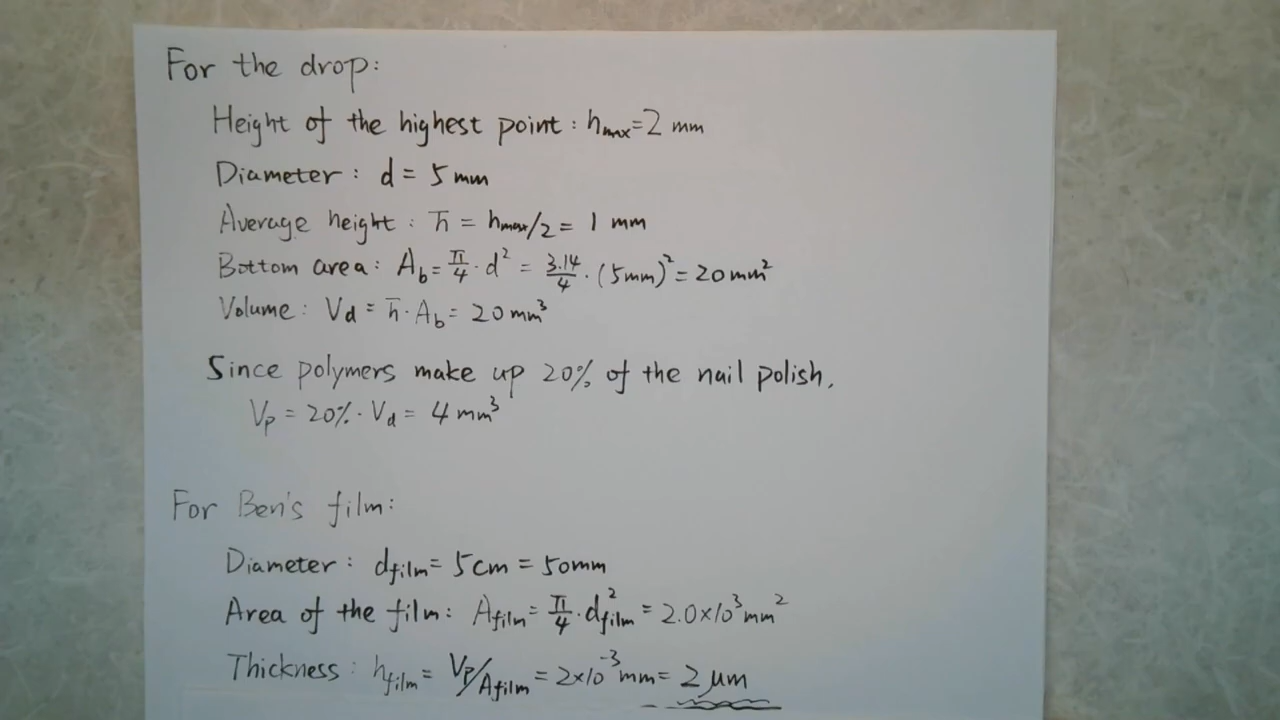 For the drop:
Height of the highest point : hmax=2 mm
Diameter : d = 5 mm
Average height : h̄ = hmax/2 = 1 mm
Bottom area: Ab = π/4 · d² = 3.14/4 · (5mm)² = 20 mm²
Volume : Vd = h̄ · Ab = 20 mm³
Since polymers make up 20% of the nail polish,
Vp = 20% · Vd = 4 mm³
For Ben's film:
Diameter : dfilm = 5cm = 50mm
Area of the film: Afilm = π/4 · dfilm² = 2.0×10³ mm²
Thickness : hfilm = Vp/Afilm = 2×10⁻³ mm = 2 μm